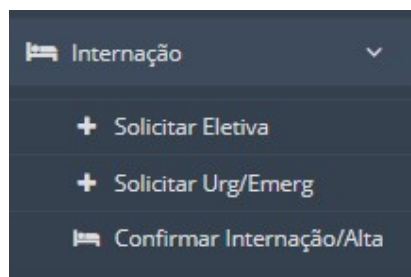 Internação
Solicitar Eletiva
Solicitar Urg/Emerg
Confirmar Internação/Alta